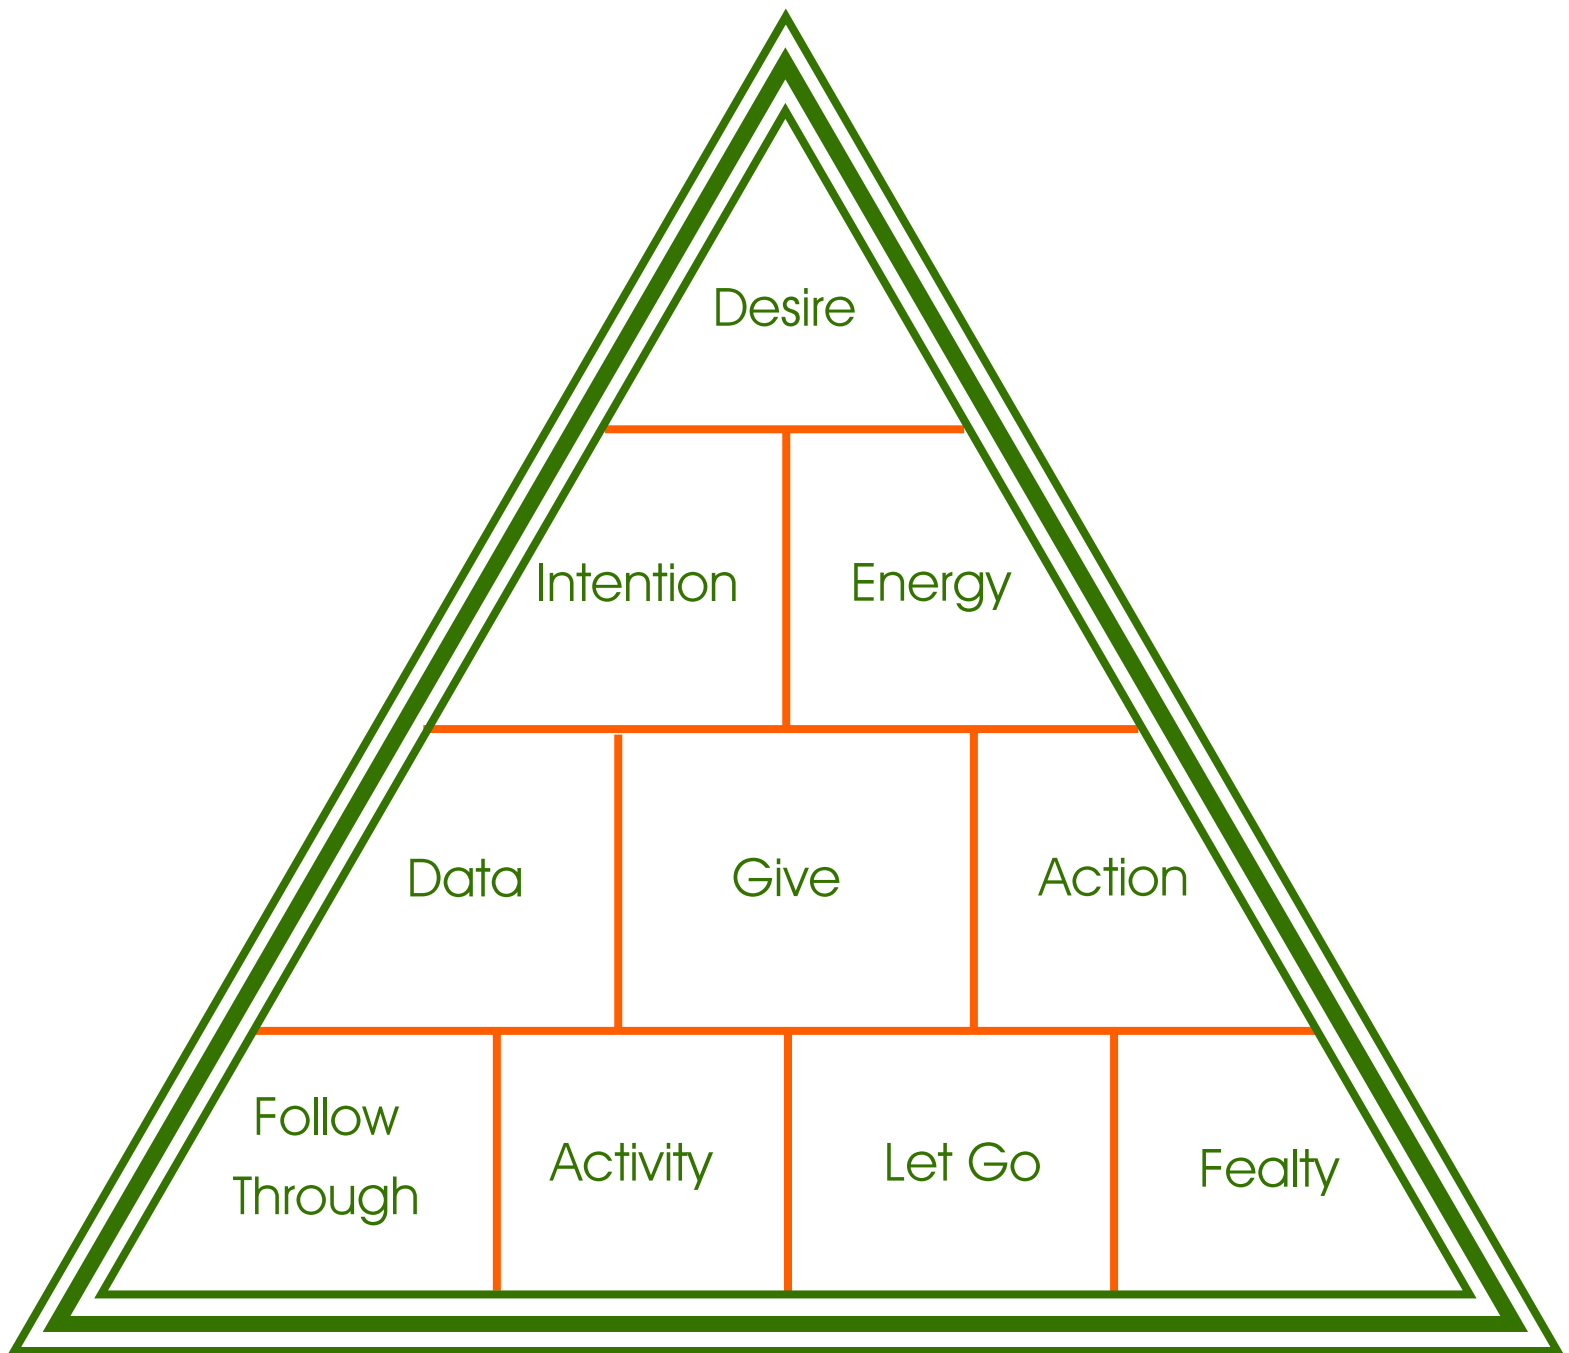 Desire
Intention Energy
Data Give Action
Follow
Through Activity Let Go Fealty